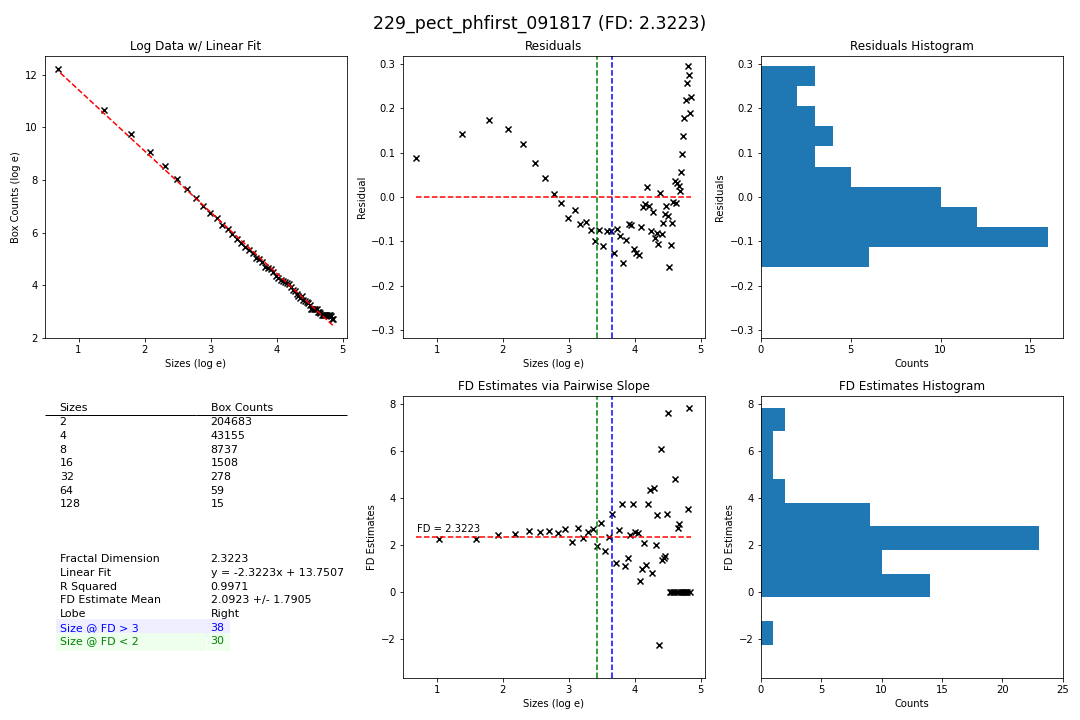 229_pect_phfirst_091817 (FD: 2.3223)
Log Data w/ Linear Fit
Box Counts (log e)
12
10
8
6
4
2
1
2
3
4
5
Sizes (log e)
Residuals
Residual
0.3
0.2
0.1
0.0
−0.1
−0.2
−0.3
1
2
3
4
5
Sizes (log e)
Residuals Histogram
Residuals
0.3
0.2
0.1
0.0
−0.1
−0.2
−0.3
0
5
10
15
Counts
Sizes Box Counts
2 204683
4 43155
8 8737
16 1508
32 278
64 59
128 15
Fractal Dimension 2.3223
Linear Fit y = -2.3223x + 13.7507
R Squared 0.9971
FD Estimate Mean 2.0923 +/- 1.7905
Lobe Right
Size @ FD > 3 38
Size @ FD < 2 30
FD Estimates via Pairwise Slope
FD Estimates
8
6
4
2
0
−2
FD = 2.3223
1
2
3
4
5
Sizes (log e)
FD Estimates Histogram
FD Estimates
8
6
4
2
0
−2
0
5
10
15
20
25
Counts